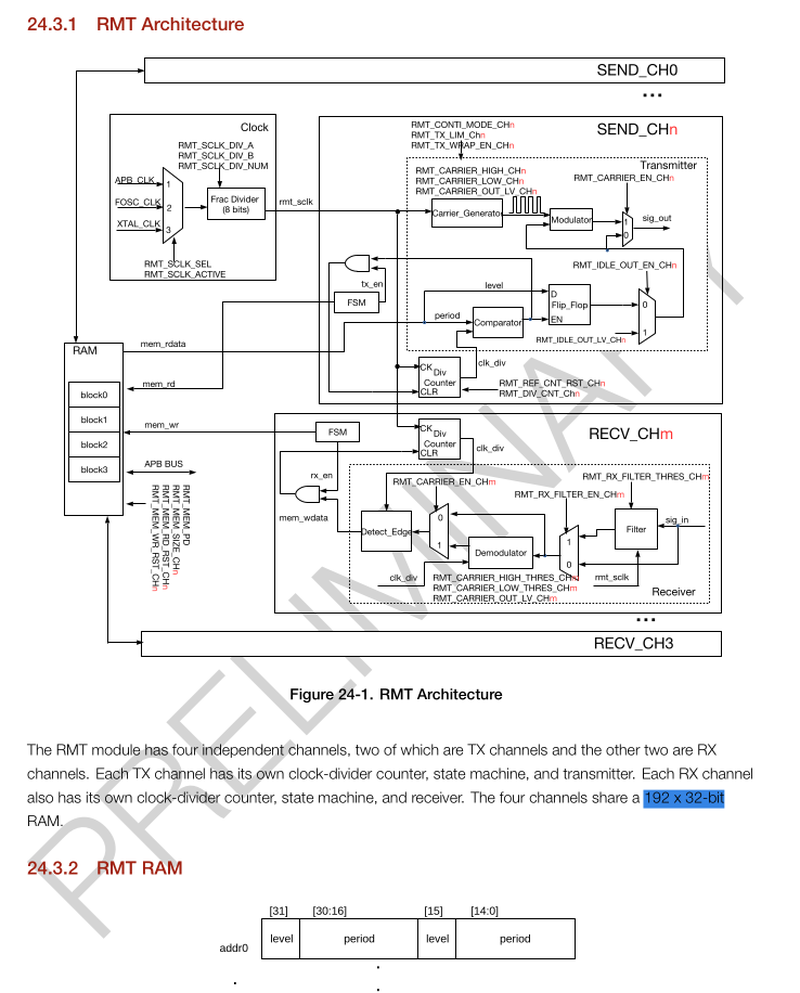 24.3.1 RMT Architecture
SEND_CH0
...
Clock
RMT_SCLK_DIV_A
RMT_SCLK_DIV_B
RMT_SCLK_DIV_NUM
APB_CLK
FOSC_CLK
XTAL_CLK
1
2
3
Frac Divider
(8 bits)
rmt_sclk
RMT_SCLK_SEL
RMT_SCLK_ACTIVE
RMT_CONTI_MODE_CHn
RMT_TX_LIM_Chn
RMT_TX_WRAP_EN_CHn
SEND_CHn
Transmitter
RMT_CARRIER_HIGH_CHn
RMT_CARRIER_LOW_CHn
RMT_CARRIER_OUT_LV_CHn
RMT_CARRIER_EN_CHn
Carrier_Generator
Modulator
1
0
sig_out
RMT_IDLE_OUT_EN_CHn
tx_en
FSM
level
period
D
Flip_Flop
EN
Comparator
0
1
RMT_IDLE_OUT_LV_CHn
clk_div
CK
Div
Counter
CLR
RMT_REF_CNT_RST_CHn
RMT_DIV_CNT_Chn
RAM
mem_rdata
mem_rd
block0
block1
block2
block3
mem_wr
APB BUS
RMT_MEM_PD
RMT_MEM_SIZE_CHn
RMT_MEM_RD_RST_CHn
RMT_MEM_WR_RST_CHn
FSM
CK
Div
Counter
CLR
clk_div
RECV_CHm
rx_en
mem_wdata
RMT_CARRIER_EN_CHm
RMT_RX_FILTER_THRES_CHm
RMT_RX_FILTER_EN_CHm
Detect_Edge
0
1
Demodulator
1
0
Filter
sig_in
clk_div
RMT_CARRIER_HIGH_THRES_CHm
RMT_CARRIER_LOW_THRES_CHm
RMT_CARRIER_OUT_LV_CHm
rmt_sclk
Receiver
...
RECV_CH3
PRELIMINARY
Figure 24-1. RMT Architecture
The RMT module has four independent channels, two of which are TX channels and the other two are RX
channels. Each TX channel has its own clock-divider counter, state machine, and transmitter. Each RX channel
also has its own clock-divider counter, state machine, and receiver. The four channels share a 192 x 32-bit
RAM.
24.3.2 RMT RAM
[31] [30:16] [15] [14:0]
addr0 level period level period
. .
.